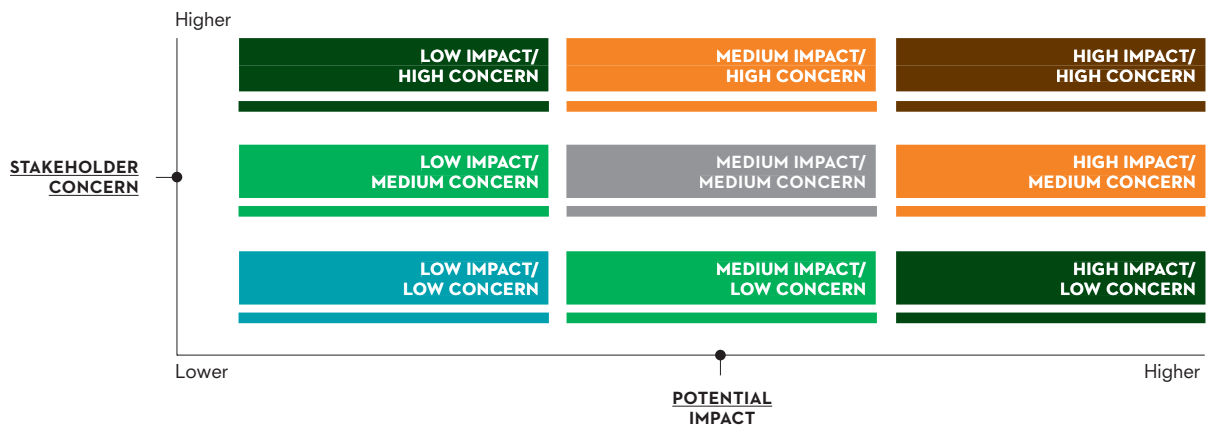 Higher
LOW IMPACT/
HIGH CONCERN
MEDIUM IMPACT/
HIGH CONCERN
HIGH IMPACT/
HIGH CONCERN
STAKEHOLDER
CONCERN
LOW IMPACT/
MEDIUM CONCERN
MEDIUM IMPACT/
MEDIUM CONCERN
HIGH IMPACT/
MEDIUM CONCERN
LOW IMPACT/
LOW CONCERN
MEDIUM IMPACT/
LOW CONCERN
HIGH IMPACT/
LOW CONCERN
Lower
Higher
POTENTIAL
IMPACT